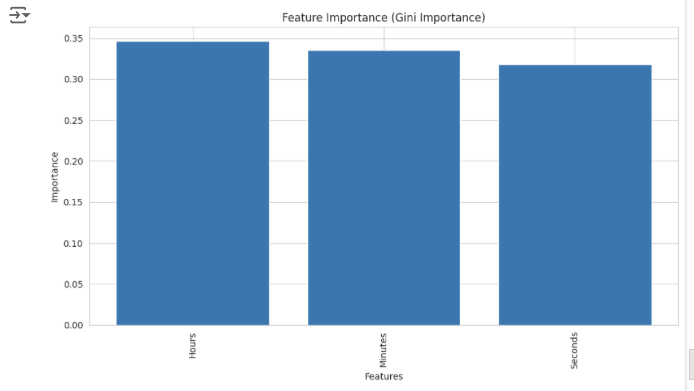 Feature Importance (Gini Importance)
0.35
0.30
0.25
0.20
0.15
0.10
0.05
0.00
Importance
Hours
Minutes
Seconds
Features